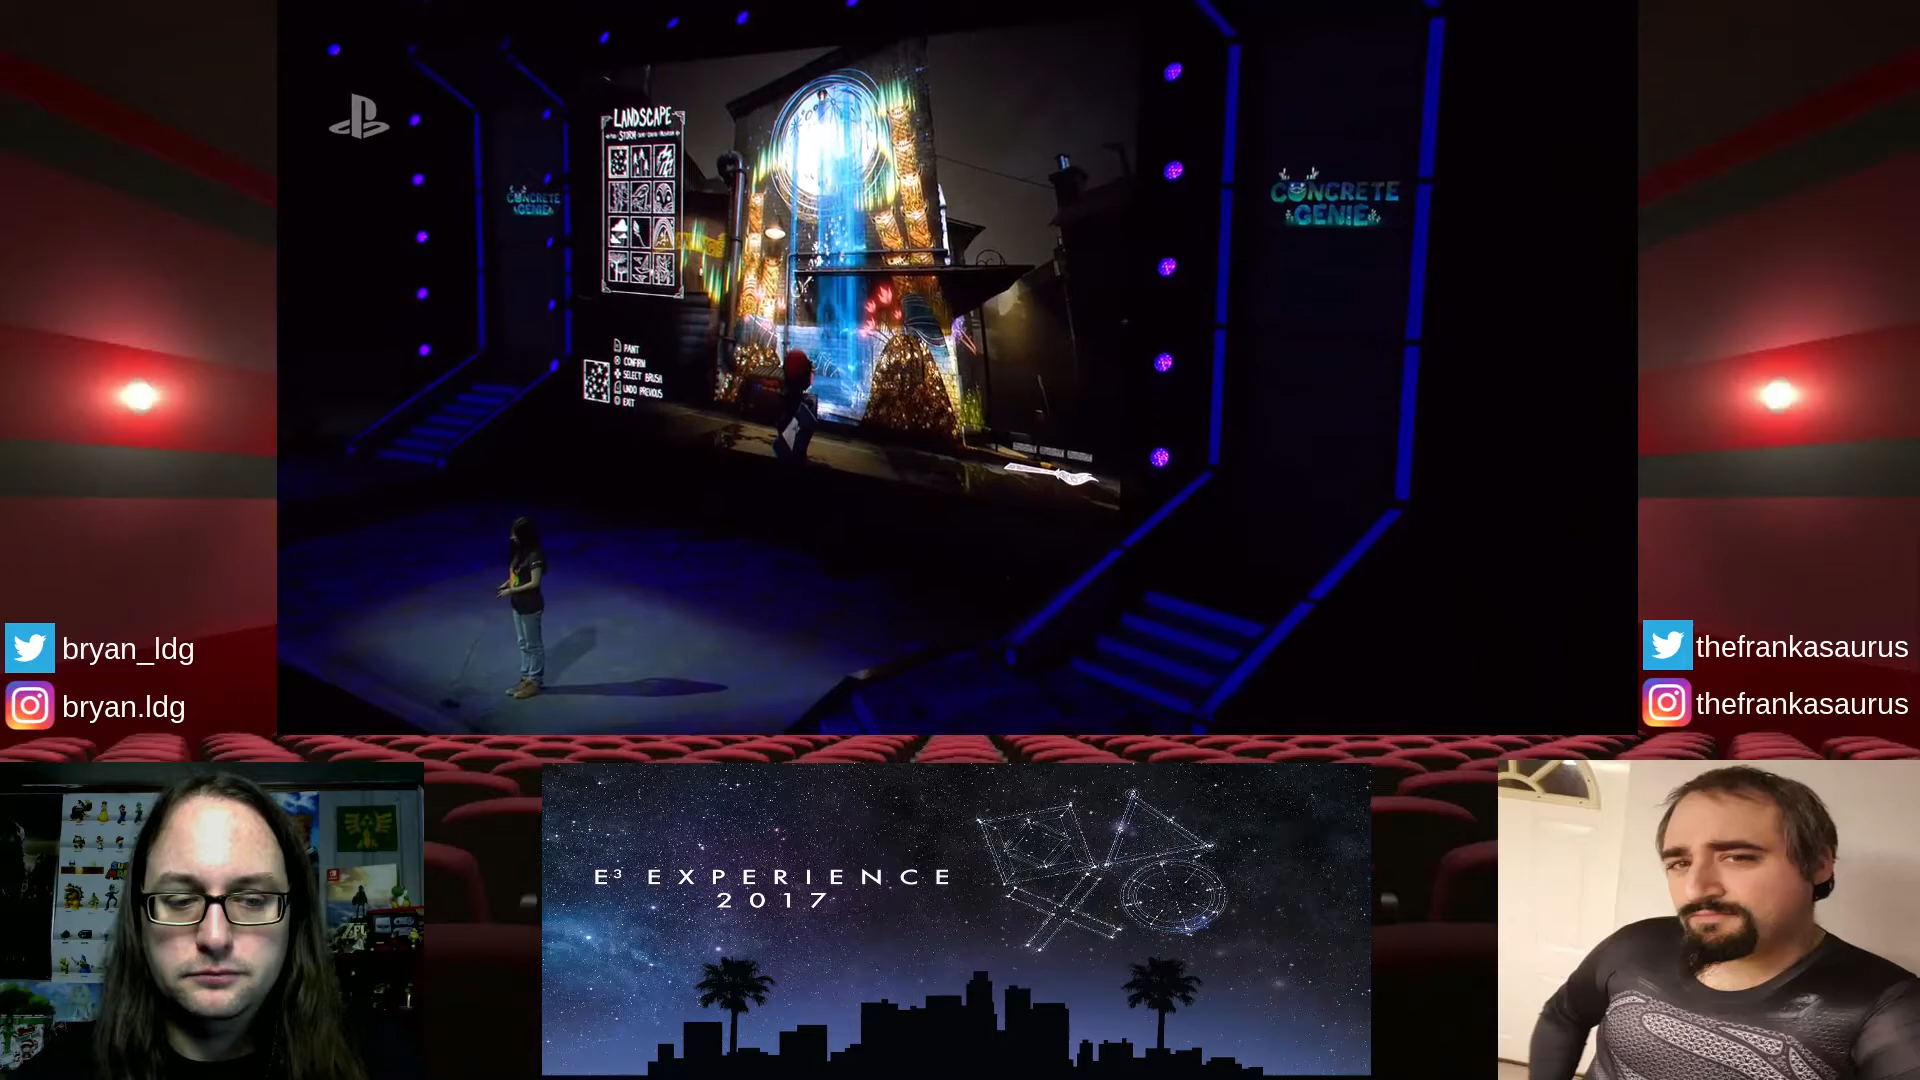 LANDSCAPE
STORM
CONCRETE
GENIE
CONCRETE
GENIE
PAINT
CONFIRM
SELECT BRUSH
UNDO PREVIOUS
EXIT
bryan_ldg
bryan.ldg
thefrankasaurus
thefrankasaurus
E³ EXPERIENCE
2017